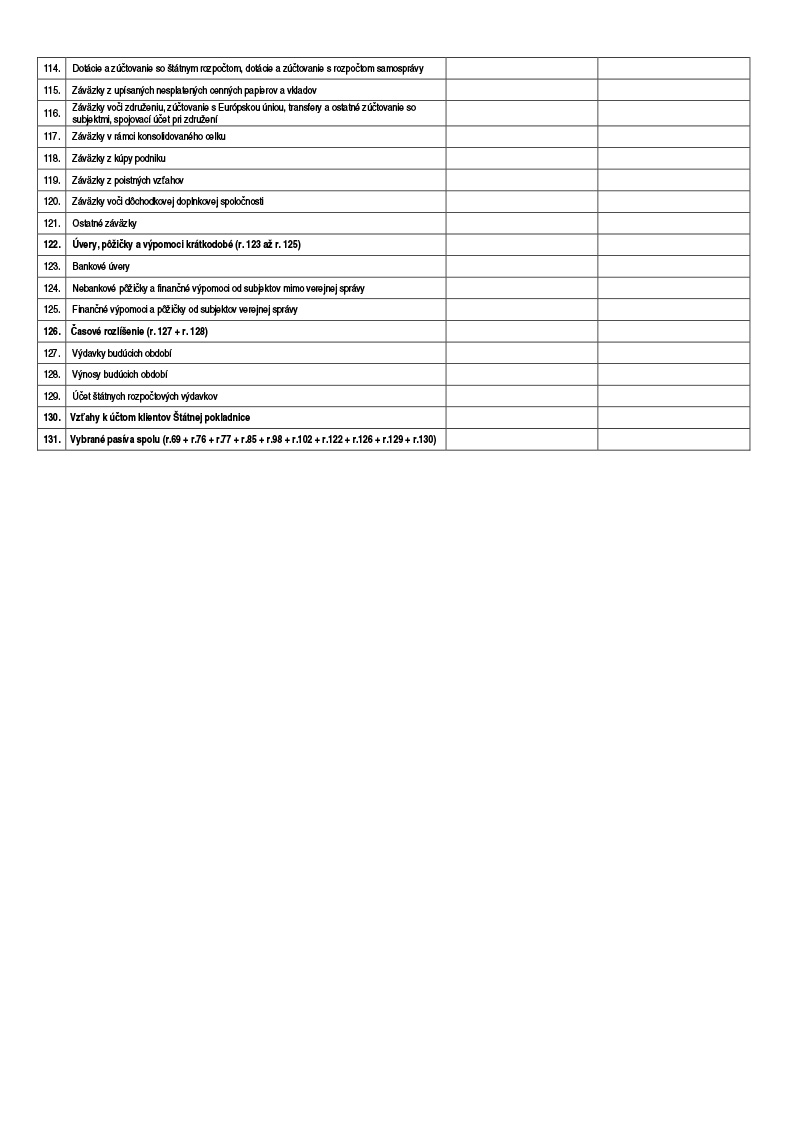 114. Dotácie a zúčtovanie so štátnym rozpočtom, dotácie a zúčtovanie s rozpočtom samosprávy
115. Záväzky z upísaných nesplatených cenných papierov a vkladov
116. Záväzky voči združeniu, zúčtovanie s Európskou úniou, transfery a ostatné zúčtovanie so
subjektmi, spojovací účet pri združení
117. Záväzky v rámci konsolidovaného celku
118. Záväzky z kúpy podniku
119. Záväzky z poistných vzťahov
120. Záväzky voči dôchodkovej doplnkovej spoločnosti
121. Ostatné záväzky
122. Úvery, pôžičky a výpomoci krátkodobé (r. 123 až r. 125)
123. Bankové úvery
124. Nebankové pôžičky a finančné výpomoci od subjektov mimo verejnej správy
125. Finančné výpomoci a pôžičky od subjektov verejnej správy
126. Časové rozlíšenie (r. 127 + r. 128)
127. Výdavky budúcich období
128. Výnosy budúcich období
129. Účet štátnych rozpočtových výdavkov
130. Vzťahy k účtom klientov Štátnej pokladnice
131. Vybrané pasíva spolu (r.69 + r.76 + r.77 + r.85 + r.98 + r.102 + r.122 + r.126 + r.129 + r.130)